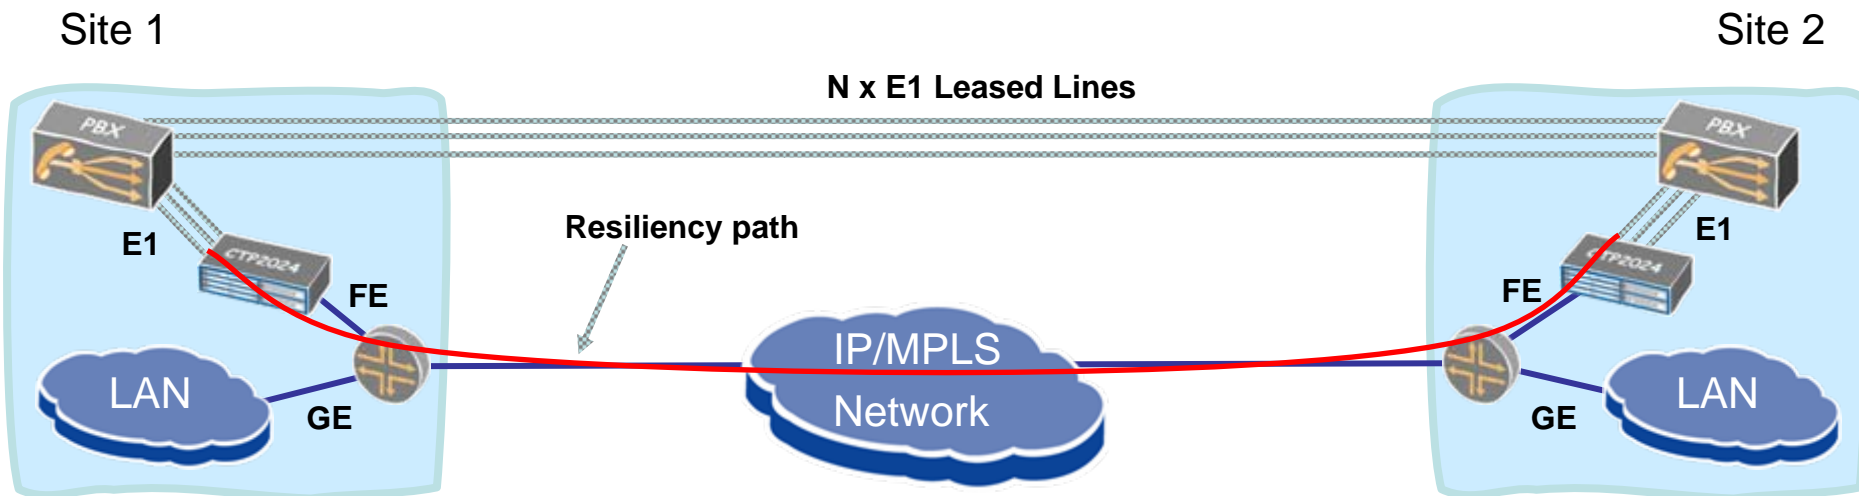 Site 1
Site 2
N x E1 Leased Lines
PBX
PBX
Resiliency path
E1
E1
CTP2024
CTP2024
FE
FE
IP/MPLS
Network
LAN
LAN
GE
GE